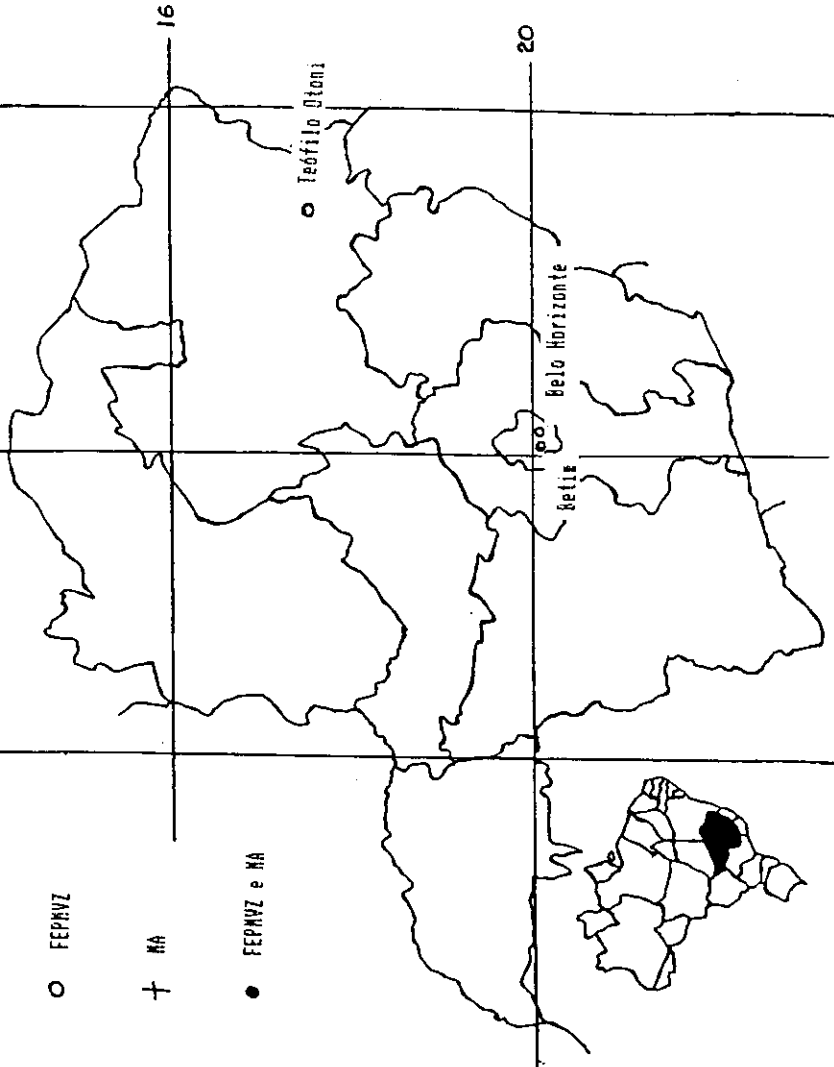 16
Teófilo Otoni
20
Belo Horizonte
Betim
FEPMVZ
MA
FEPMVZ e MA